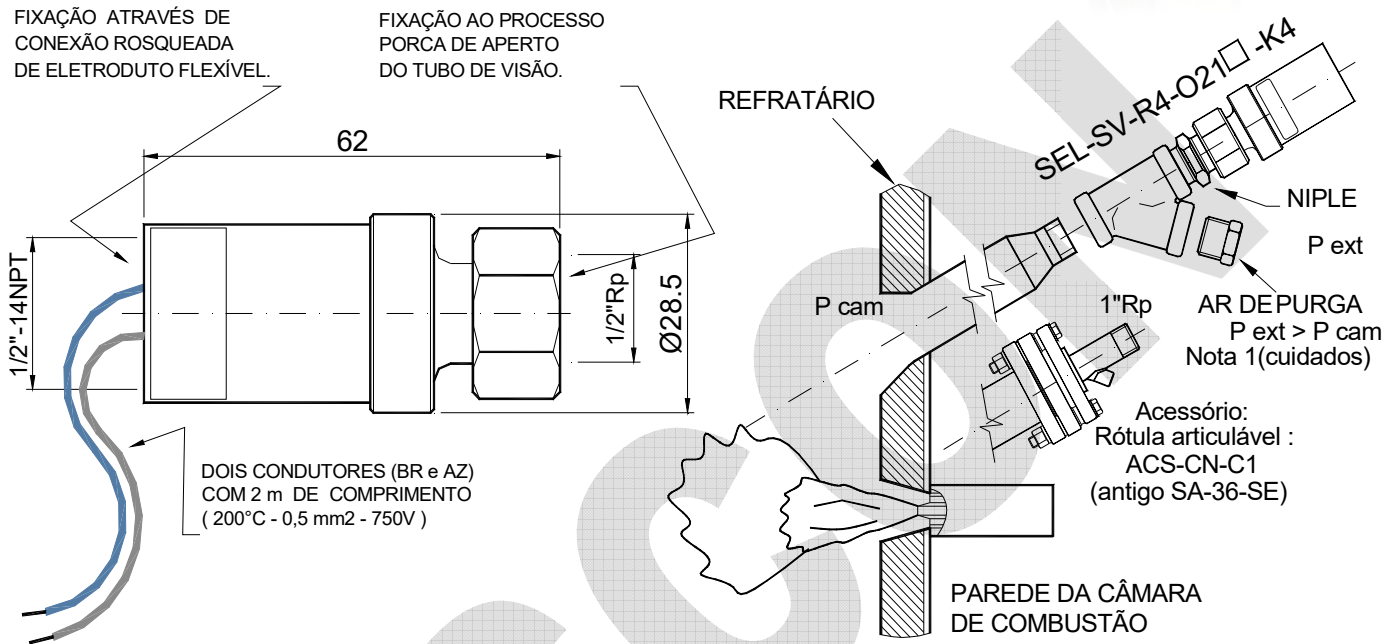 FIXAÇÃO ATRAVÉS DE
CONEXÃO ROSQUEADA
DE ELETRODUTO FLEXÍVEL.
FIXAÇÃO AO PROCESSO
PORCA DE APERTO
DO TUBO DE VISÃO.
62
1/2"-14NPT
1/2"Rp
Ø28.5
DOIS CONDUTORES (BR e AZ)
COM 2 m DE COMPRIMENTO
( 200°C - 0,5 mm2 - 750V )
REFRATÁRIO
SEL-SV-R4-O21□ -K4
NIPLE
P ext
P cam
1"Rp
AR DE PURGA
P ext > P cam
Nota 1(cuidados)
Acessório:
Rótula articulável :
ACS-CN-C1
(antigo SA-36-SE)
PAREDE DA CÂMARA
DE COMBUSTÃO